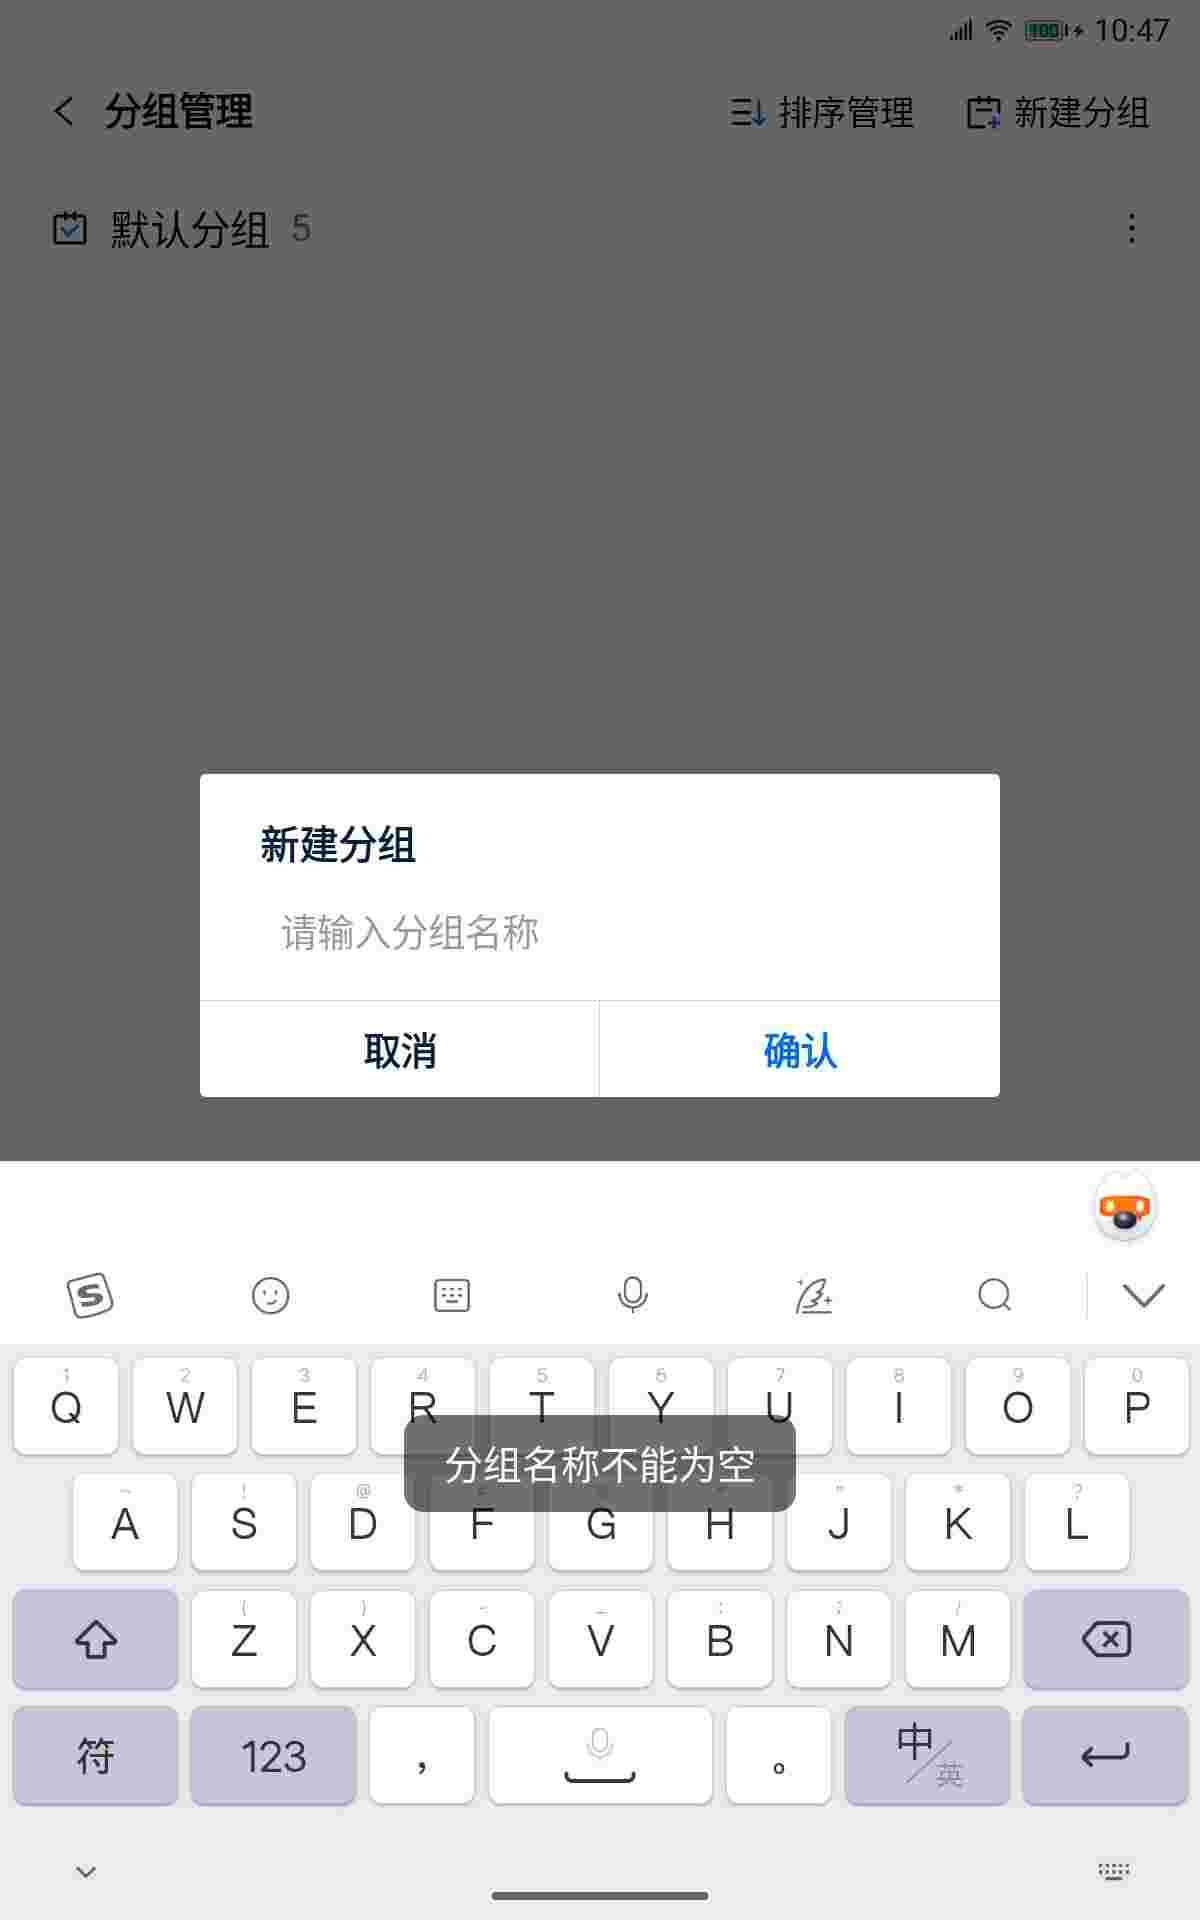 100 10:47
分组管理 排序管理 新建分组
默认分组 5
新建分组
请输入分组名称
取消 确认
1 2 3 4 5 6 7 8 9 0
Q W E R T Y U I O P
分组名称不能为空
~ ! @ " * ?
A S D F G H J K L
( ) - _ : ; /
Z X C V B N M
符 123 , 。 中/英